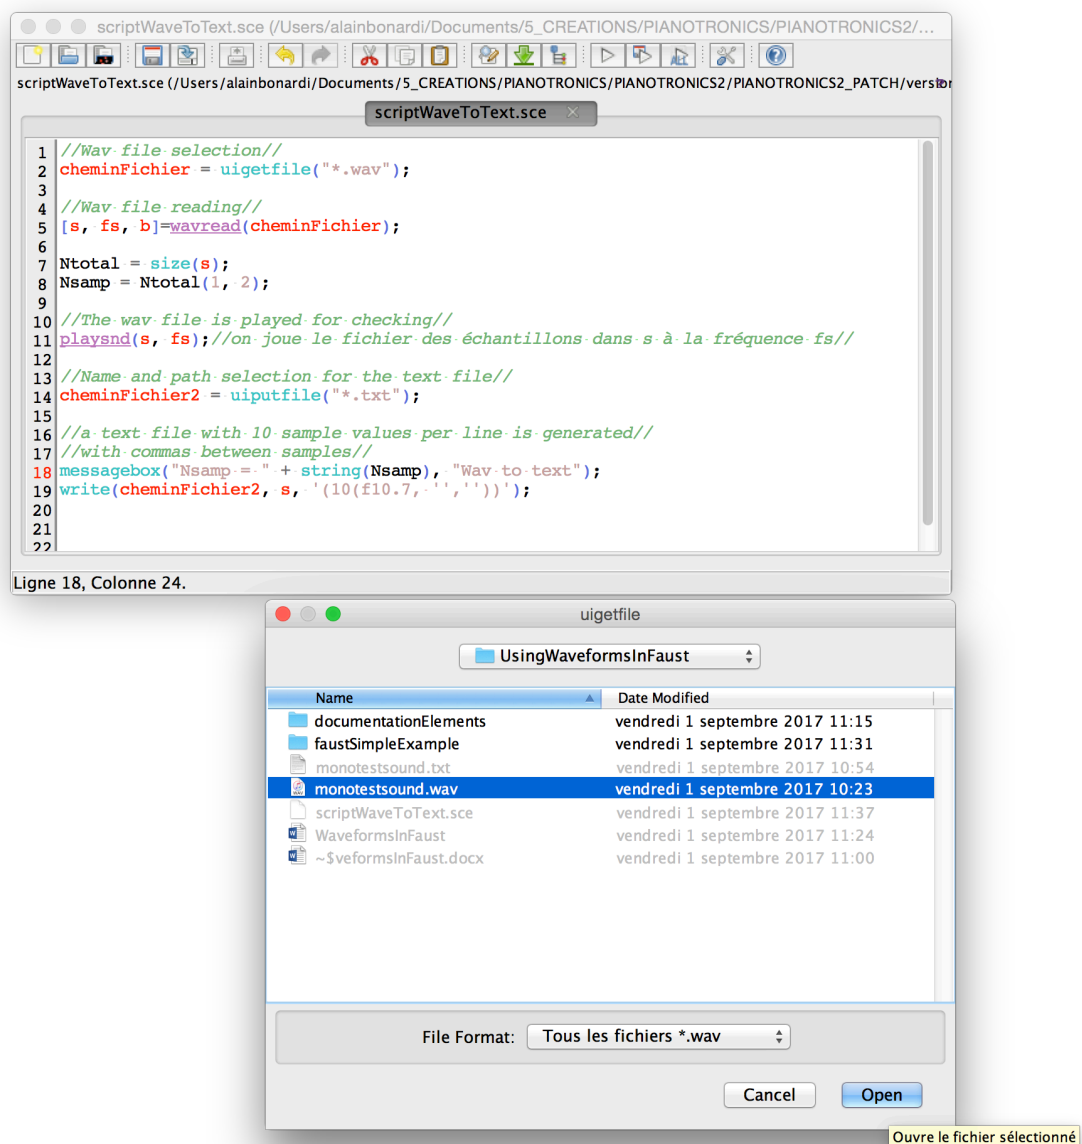 scriptWaveToText.sce (/Users/alainbonardi/Documents/5_CREATIONS/PIANOTRONICS/PIANOTRONICS2/...
scriptWaveToText.sce (/Users/alainbonardi/Documents/5_CREATIONS/PIANOTRONICS/PIANOTRONICS2/PIANOTRONICS2_PATCH/version
scriptWaveToText.sce
1 //Wav file selection//
2 cheminFichier = uigetfile("*.wav");
3
4 //Wav file reading//
5 [s, fs, b]=wavread(cheminFichier);
6
7 Ntotal = size(s);
8 Nsamp = Ntotal(1, 2);
9
10 //The wav file is played for checking//
11 playsnd(s, fs);//on joue le fichier des échantillons dans s à la fréquence fs//
12
13 //Name and path selection for the text file//
14 cheminFichier2 = uiputfile("*.txt");
15
16 //a text file with 10 sample values per line is generated//
17 //with commas between samples//
18 messagebox("Nsamp = " + string(Nsamp), "Wav to text");
19 write(cheminFichier2, s, '(10(f10.7, '',''))');
20
21
22
Ligne 18, Colonne 24.
uigetfile
UsingWaveformsInFaust
Name Date Modified
documentationElements vendredi 1 septembre 2017 11:15
faustSimpleExample vendredi 1 septembre 2017 11:31
monotestsound.txt vendredi 1 septembre 2017 10:54
WAV monotestsound.wav vendredi 1 septembre 2017 10:23
scriptWaveToText.sce vendredi 1 septembre 2017 11:37
W WaveformsInFaust vendredi 1 septembre 2017 11:24
W ~$veformsInFaust.docx vendredi 1 septembre 2017 11:00
File Format: Tous les fichiers *.wav
Cancel Open
Ouvre le fichier sélectionné